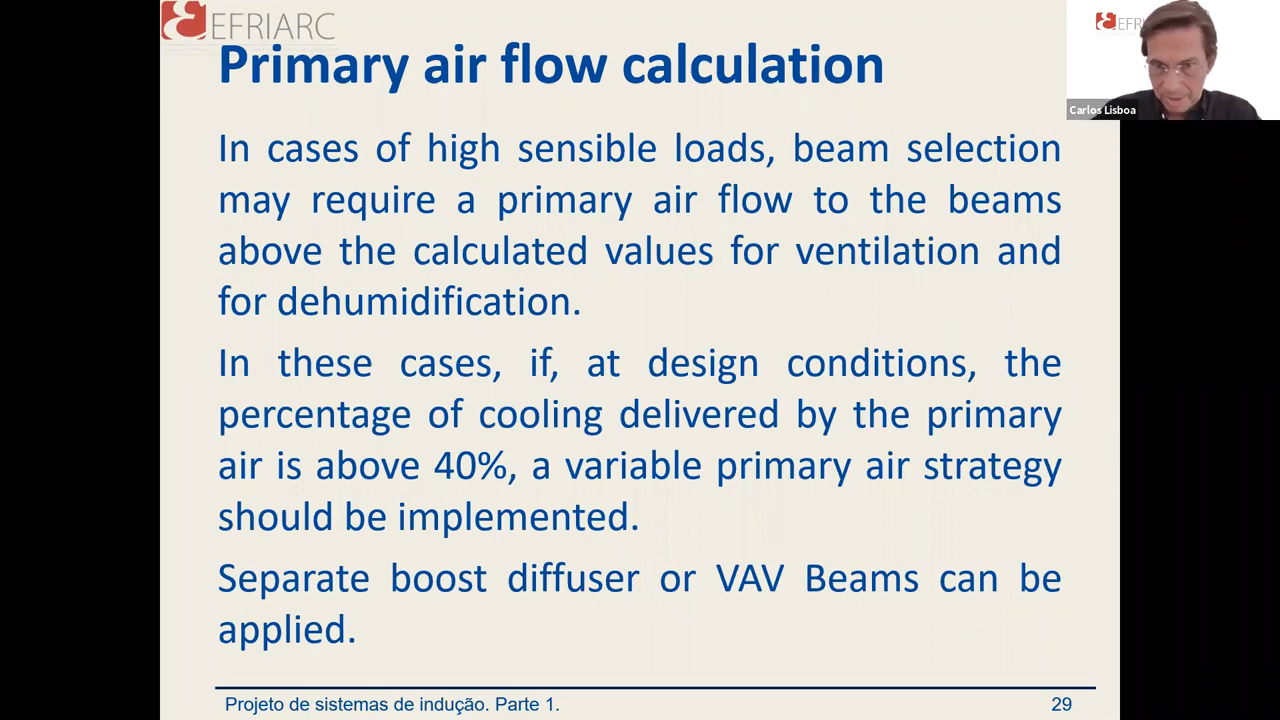 EFRIARC
Primary air flow calculation
In cases of high sensible loads, beam selection
may require a primary air flow to the beams
above the calculated values for ventilation and
for dehumidification.
In these cases, if, at design conditions, the
percentage of cooling delivered by the primary
air is above 40%, a variable primary air strategy
should be implemented.
Separate boost diffuser or VAV Beams can be
applied.
Projeto de sistemas de indução. Parte 1.
29
Carlos Lisboa